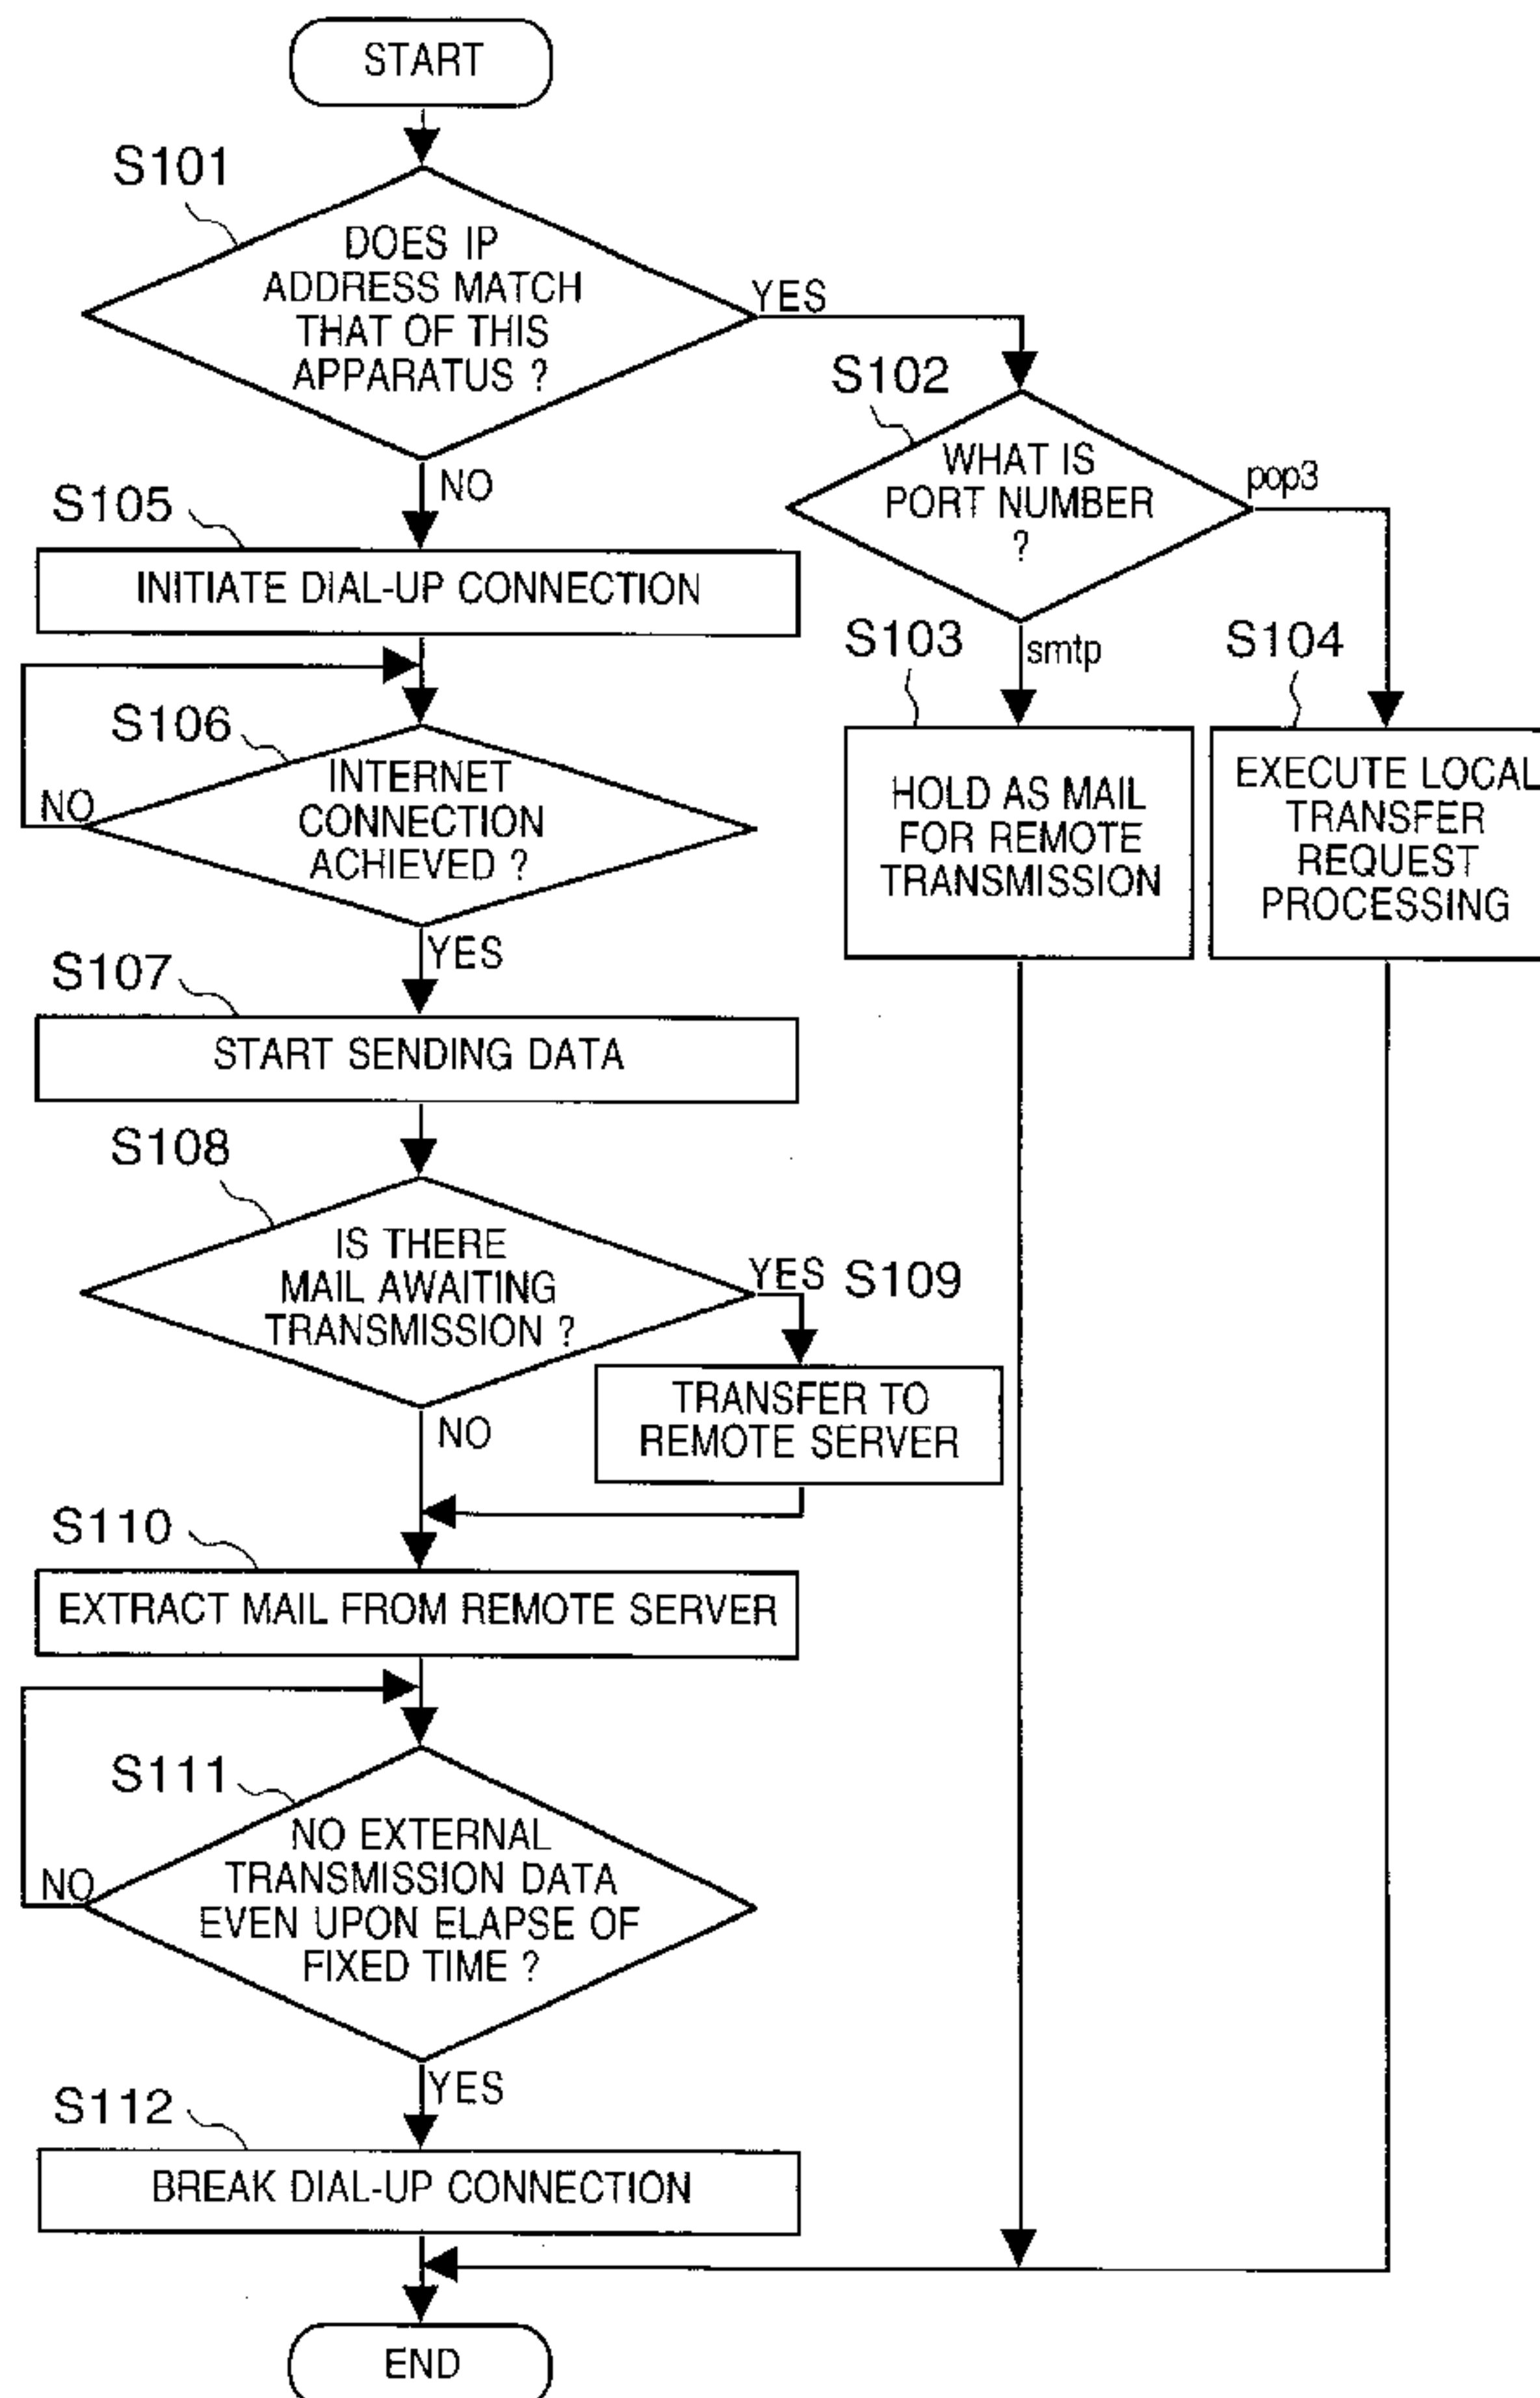 START
S101
DOES IP
ADDRESS MATCH
THAT OF THIS
APPARATUS ?
YES
NO
S102
WHAT IS
PORT NUMBER
?
pop3
smtp
S105
INITIATE DIAL-UP CONNECTION
S103
HOLD AS MAIL
FOR REMOTE
TRANSMISSION
S104
EXECUTE LOCAL
TRANSFER
REQUEST
PROCESSING
S106
INTERNET
CONNECTION
ACHIEVED ?
NO
YES
S107
START SENDING DATA
S108
IS THERE
MAIL AWAITING
TRANSMISSION ?
YES
S109
TRANSFER TO
REMOTE SERVER
NO
S110
EXTRACT MAIL FROM REMOTE SERVER
S111
NO EXTERNAL
TRANSMISSION DATA
EVEN UPON ELAPSE OF
FIXED TIME ?
NO
YES
S112
BREAK DIAL-UP CONNECTION
END